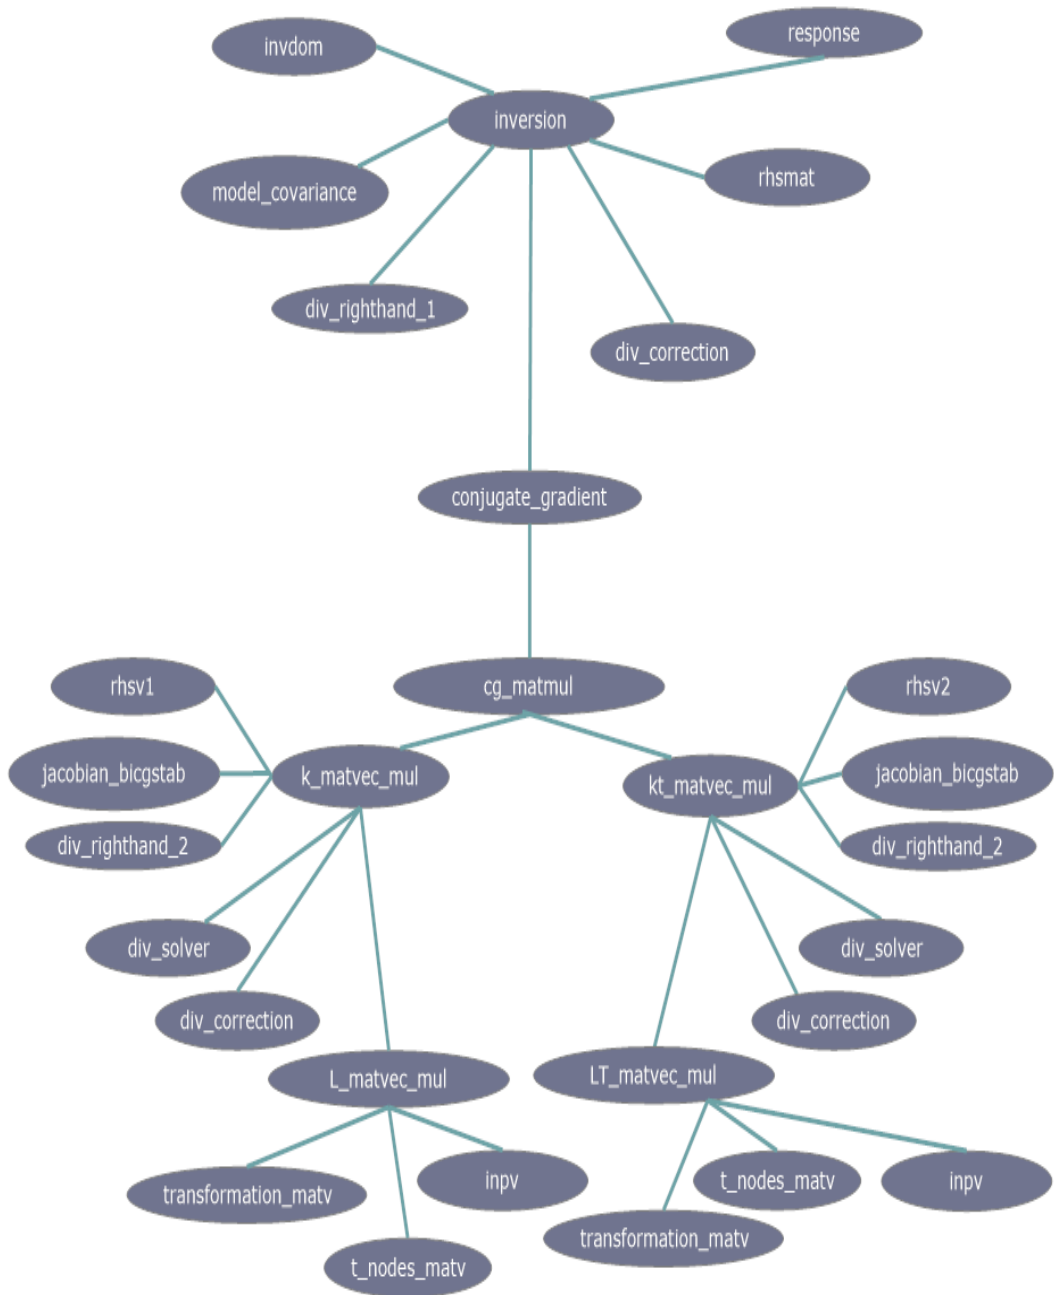 response
invdom
inversion
rhsmat
model_covariance
div_righthand_1
div_correction
conjugate_gradient
rhsv1
cg_matmul
rhsv2
jacobian_bicgstab
k_matvec_mul
kt_matvec_mul
jacobian_bicgstab
div_righthand_2
div_righthand_2
div_solver
div_solver
div_correction
div_correction
L_matvec_mul
LT_matvec_mul
transformation_matv
inpv
t_nodes_matv
inpv
transformation_matv
t_nodes_matv